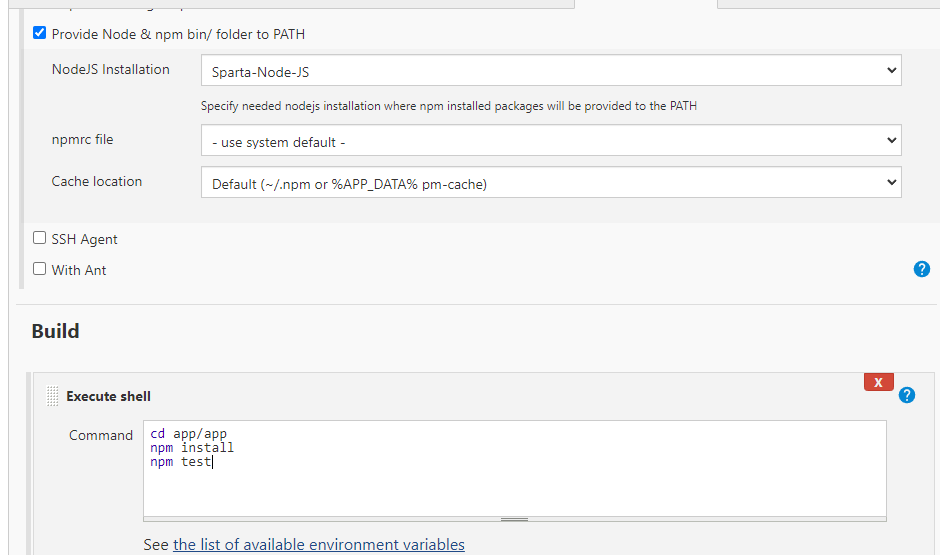 Provide Node & npm bin/ folder to PATH
NodeJS Installation
Sparta-Node-JS
Specify needed nodejs installation where npm installed packages will be provided to the PATH
npmrc file
- use system default -
Cache location
Default (~/.npm or %APP_DATA% pm-cache)
SSH Agent
With Ant
?
Build
X
Execute shell
?
Command
cd app/app
npm install
npm test
See the list of available environment variables